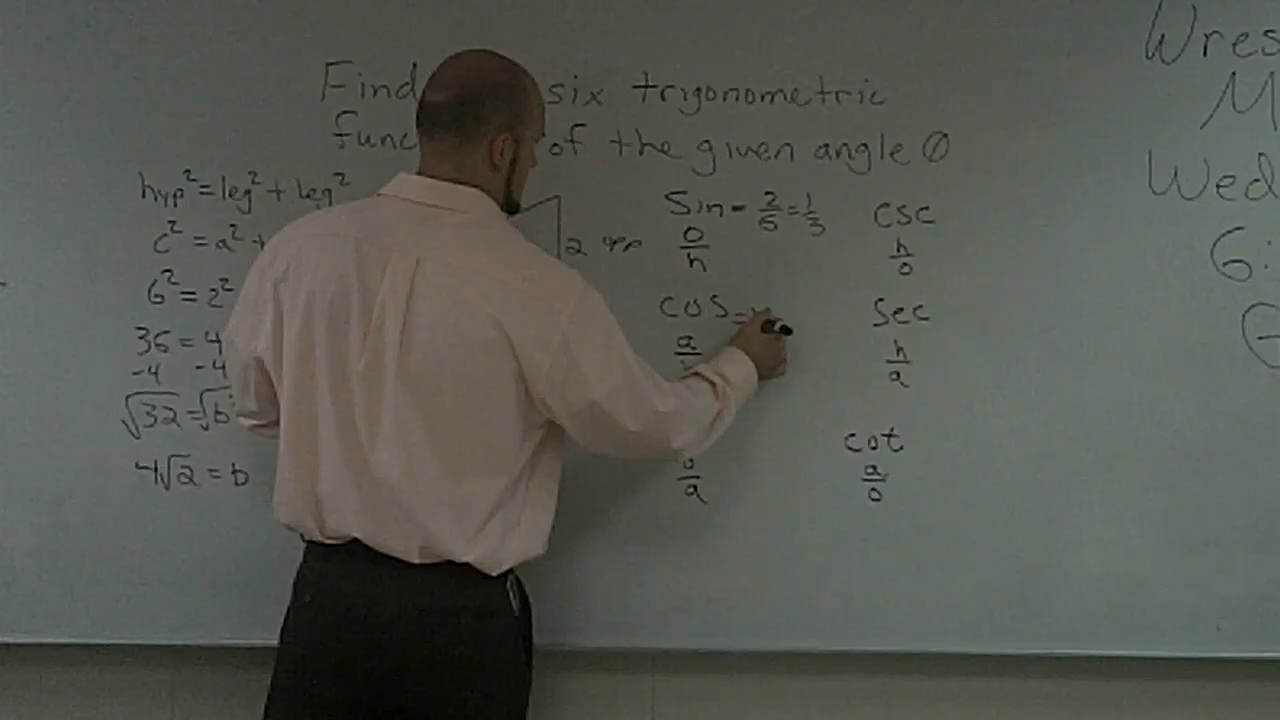 Find six trigonometric
func of the given angle θ
hyp² = leg² + leg²
c² = a² +
6² = 2²
36 = 4
-4 -4
√32 = √b
4√2 = b
2
Sin = 2/6 = 1/3
o/h
csc
h/o
cos =
a
Sec
h/a
o/a
cot
a/o
Wres
M
Wed
6: